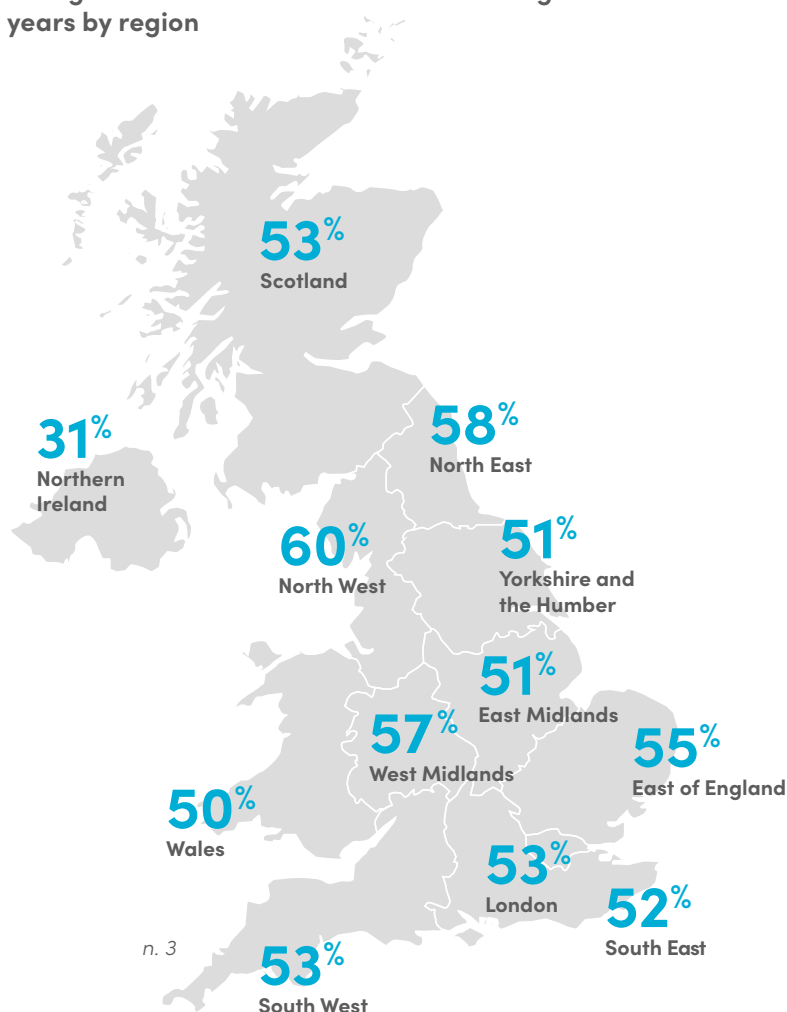 years by region
53%
Scotland
58%
North East
31%
Northern
Ireland
60%
North West
51%
Yorkshire and
the Humber
51%
East Midlands
57%
West Midlands
55%
East of England
50%
Wales
53%
London
52%
South East
n. 3
53%
South West